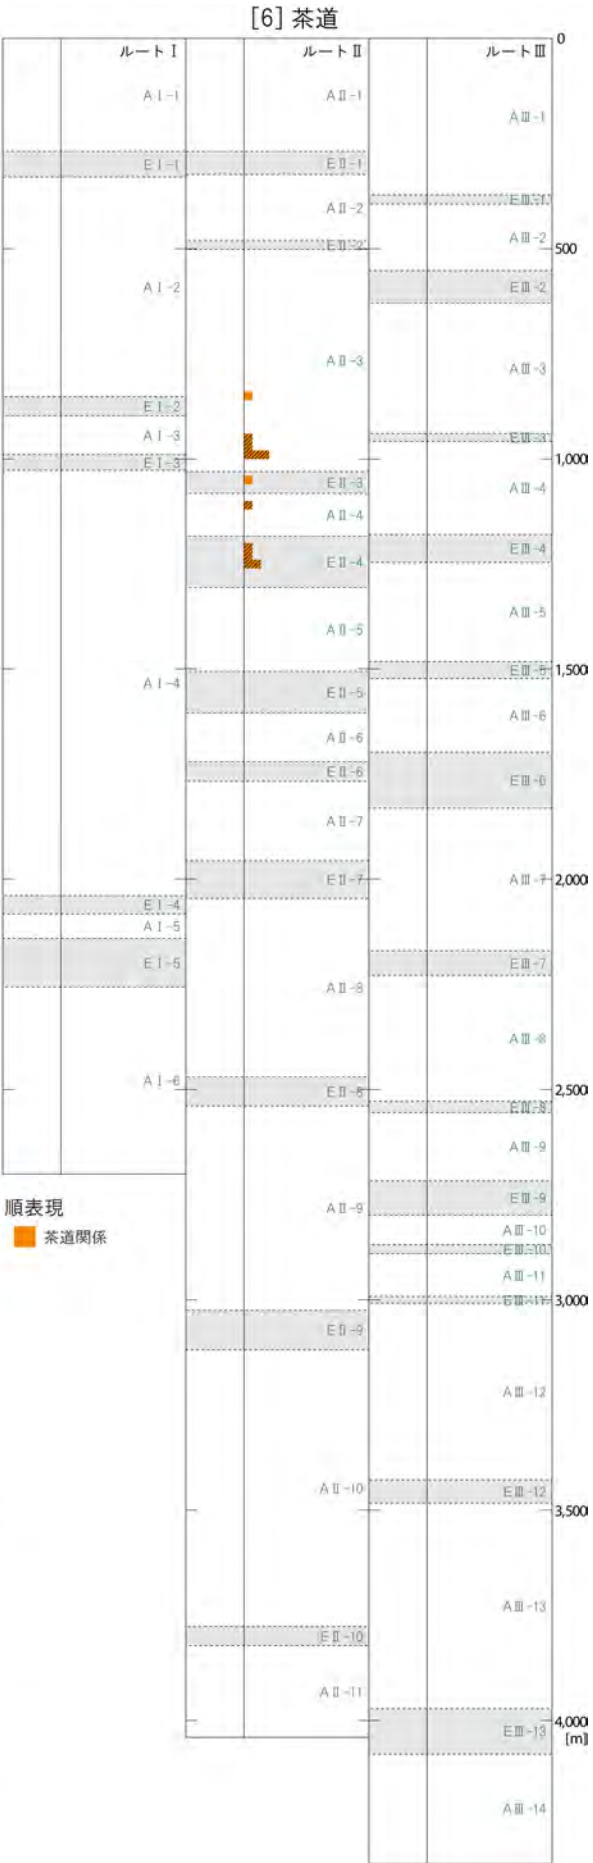 [6] 茶道
ルート Ⅰ
AⅠ-1
EⅠ-1
AⅠ-2
EⅠ-2
AⅠ-3
EⅠ-3
AⅠ-4
EⅠ-4
AⅠ-5
EⅠ-5
AⅠ-6
ルート Ⅱ
AⅡ-1
EⅡ-1
AⅡ-2
EⅡ-2
AⅡ-3
EⅡ-3
AⅡ-4
EⅡ-4
AⅡ-5
EⅡ-5
AⅡ-6
EⅡ-6
AⅡ-7
EⅡ-7
AⅡ-8
EⅡ-8
AⅡ-9
EⅡ-9
AⅡ-10
EⅡ-10
AⅡ-11
ルート Ⅲ
AⅢ-1
EⅢ-1
AⅢ-2
EⅢ-2
AⅢ-3
EⅢ-3
AⅢ-4
EⅢ-4
AⅢ-5
EⅢ-5
AⅢ-6
EⅢ-6
AⅢ-7
EⅢ-7
AⅢ-8
EⅢ-8
AⅢ-9
EⅢ-9
AⅢ-10
EⅢ-10
AⅢ-11
EⅢ-11
AⅢ-12
EⅢ-12
AⅢ-13
EⅢ-13
AⅢ-14
0
500
1,000
1,500
2,000
2,500
3,000
3,500
4,000
[m]
順表現
茶道関係